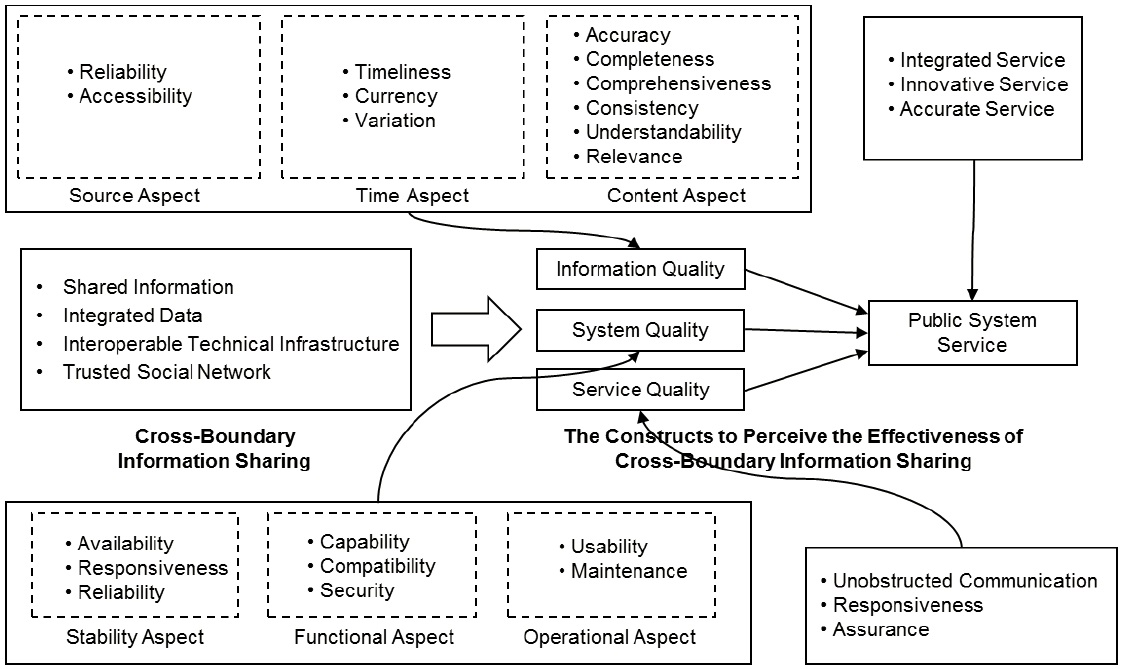 • Reliability
• Accessibility
Source Aspect
• Timeliness
• Currency
• Variation
Time Aspect
• Accuracy
• Completeness
• Comprehensiveness
• Consistency
• Understandability
• Relevance
Content Aspect
• Integrated Service
• Innovative Service
• Accurate Service
• Shared Information
• Integrated Data
• Interoperable Technical Infrastructure
• Trusted Social Network
Cross-Boundary
Information Sharing
Information Quality
System Quality
Service Quality
Public System
Service
The Constructs to Perceive the Effectiveness of
Cross-Boundary Information Sharing
• Availability
• Responsiveness
• Reliability
Stability Aspect
• Capability
• Compatibility
• Security
Functional Aspect
• Usability
• Maintenance
Operational Aspect
• Unobstructed Communication
• Responsiveness
• Assurance